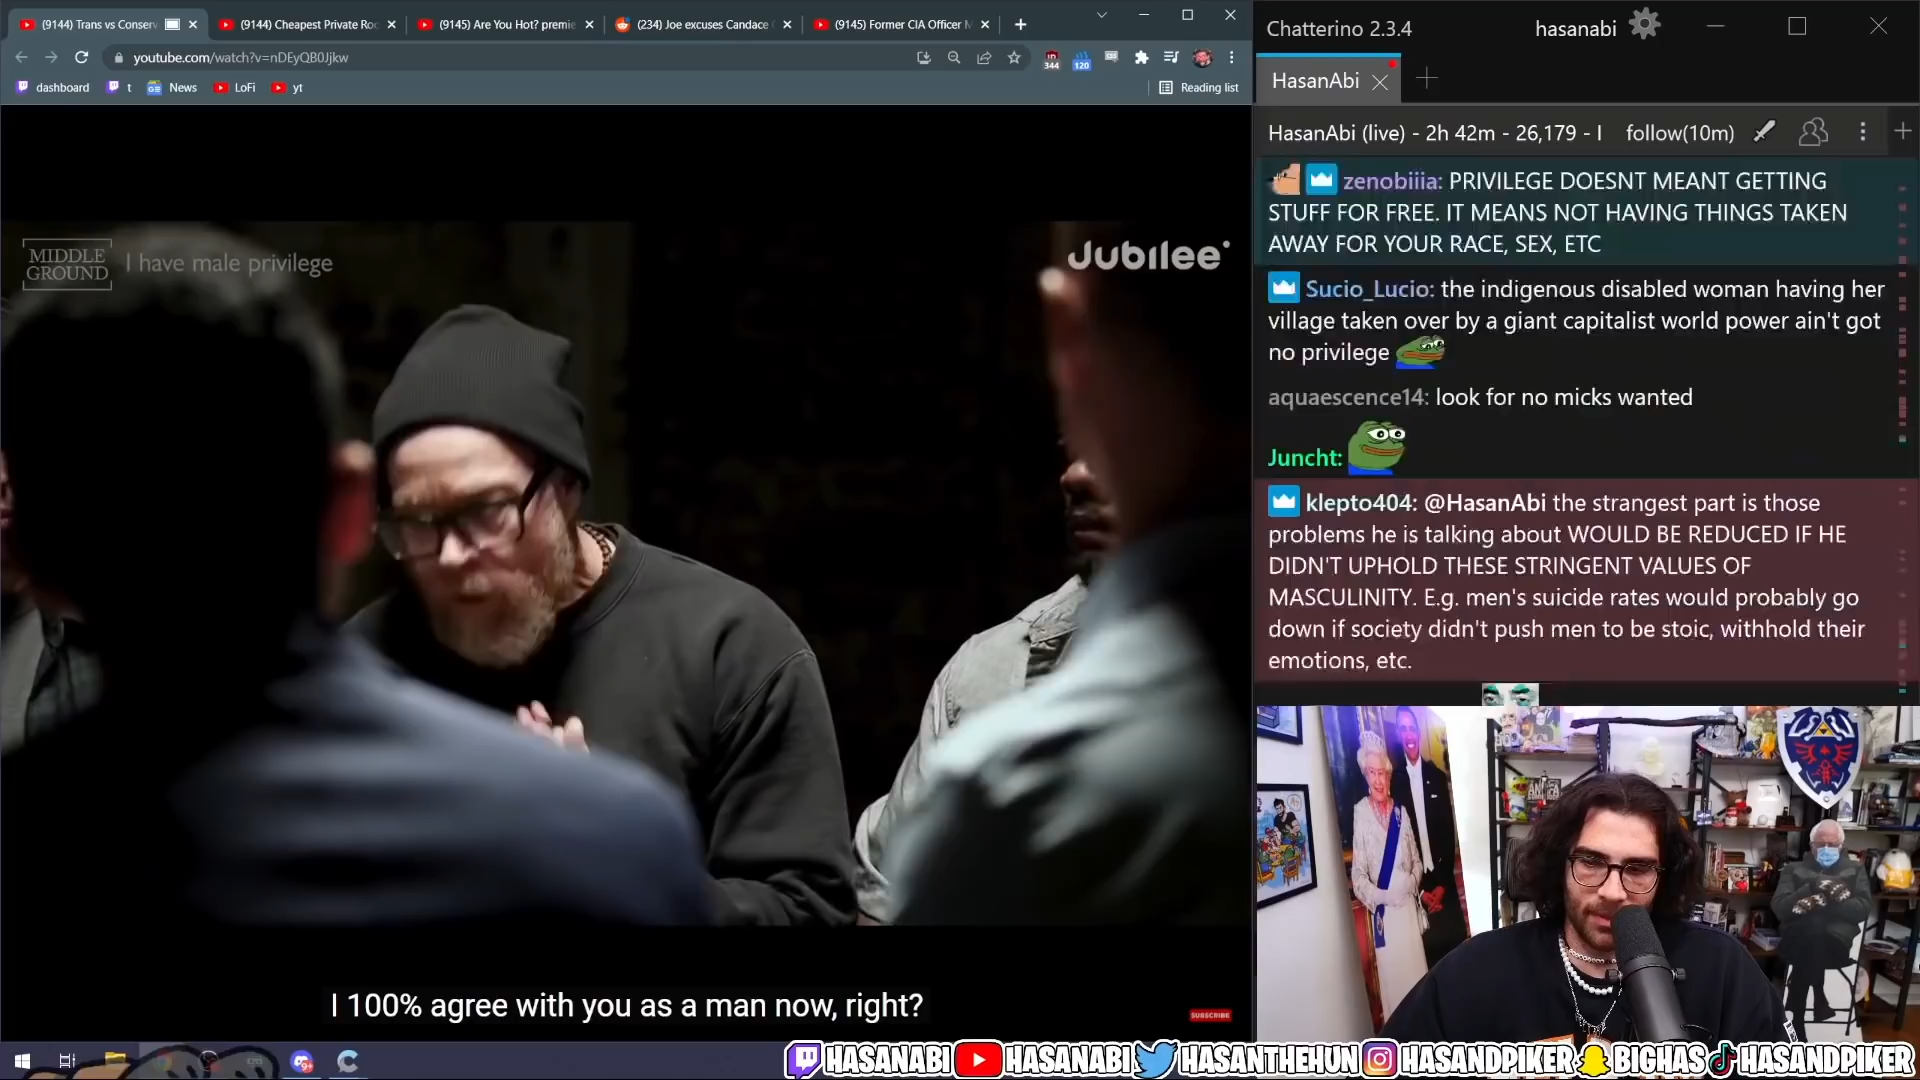 (9144) Trans vs Conserv
(9144) Cheapest Private Ro
(9145) Are You Hot? premie
(234) Joe excuses Candace
(9145) Former CIA Officer
youtube.com/watch?v=nDEyQB0Jjkw
344
120
dashboard
t
News
LoFi
yt
Reading list
MIDDLE
GROUND
I have male privilege
Jubilee
I 100% agree with you as a man now, right?
SUBSCRIBE
Chatterino 2.3.4
hasanabi
HasanAbi
HasanAbi (live) - 2h 42m - 26,179 - I
follow(10m)
zenobiiia: PRIVILEGE DOESNT MEANT GETTING
STUFF FOR FREE. IT MEANS NOT HAVING THINGS TAKEN
AWAY FOR YOUR RACE, SEX, ETC
Sucio_Lucio: the indigenous disabled woman having her
village taken over by a giant capitalist world power ain't got
no privilege
aquaescence14: look for no micks wanted
Juncht:
klepto404: @HasanAbi the strangest part is those
problems he is talking about WOULD BE REDUCED IF HE
DIDN'T UPHOLD THESE STRINGENT VALUES OF
MASCULINITY. E.g. men's suicide rates would probably go
down if society didn't push men to be stoic, withhold their
emotions, etc.
HASANABI HASANABI HASANTHEHUN HASANDPIKER BIGHAS HASANDPIKER